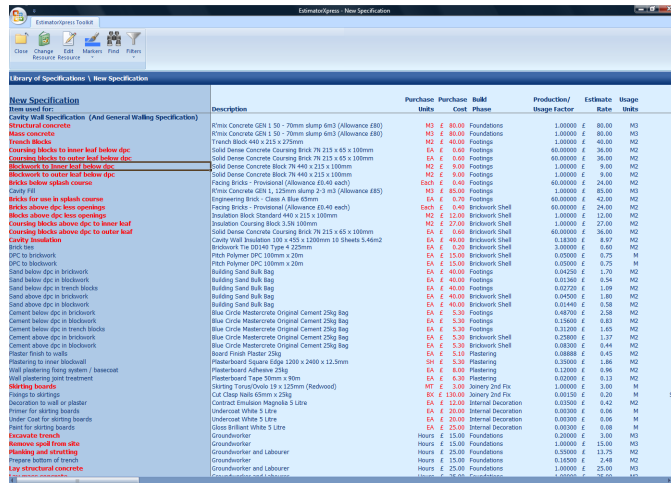 EstimatorXpress - New Specification
EstimatorXpress Toolkit
Close Change Resource Edit Resource Markers Find Filters
Library of Specifications \ New Specification
New Specification Purchase Purchase Build Production/ Estimate Usage
Item used for: Description Units Cost Phase Usage Factor Rate Units
Cavity Wall Specification (And General Walling Specification)
Structural concrete R'mix Concrete GEN 1 50 - 70mm slump 6m3 (Allowance £80) M3 £ 80.00 Foundations 1.00000 £ 80.00 M3
Mass concrete R'mix Concrete GEN 1 50 - 70mm slump 6m3 (Allowance £80) M3 £ 80.00 Foundations 1.00000 £ 80.00 M3
Trench Blocks Trench Block 440 x 215 x 275mm M2 £ 40.00 Footings 1.00000 £ 40.00 M2
Coursing blocks to inner leaf below dpc Solid Dense Concrete Coursing Brick 7N 215 x 65 x 100mm EA £ 0.60 Footings 60.00000 £ 36.00 M2
Coursing blocks to outer leaf below dpc Solid Dense Concrete Coursing Brick 7N 215 x 65 x 100mm EA £ 0.60 Footings 60.00000 £ 36.00 M2
Blockwork to Inner leaf below dpc Solid Dense Concrete Block 7N 440 x 215 x 100mm M2 £ 9.00 Footings 1.00000 £ 9.00 M2
Blockwork to outer leaf below dpc Solid Dense Concrete Block 7N 440 x 215 x 100mm M2 £ 9.00 Footings 1.00000 £ 9.00 M2
Bricks below splash course Facing Bricks - Provisional (Allowance £0.40 each) Each £ 0.40 Footings 60.00000 £ 24.00 M2
Cavity Fill R'mix Concrete GEN 1, 125mm slump 2-3 m3 (Allowance £85) M3 £ 85.00 Footings 1.00000 £ 85.00 M3
Bricks for use in splash course Engineering Brick - Class A Blue 65mm EA £ 0.70 Footings 60.00000 £ 42.00 M2
Bricks above dpc less openings Facing Bricks - Provisional (Allowance £0.40 each) Each £ 0.40 Brickwork Shell 60.00000 £ 24.00 M2
Blocks above dpc less openings Insulation Block Standard 440 x 215 x 100mm M2 £ 12.00 Brickwork Shell 1.00000 £ 12.00 M2
Coursing blocks above dpc to inner leaf Insulation Coursing Block 3.5N 100mm M2 £ 27.00 Brickwork Shell 1.00000 £ 27.00 M2
Coursing blocks above dpc to outer leaf Solid Dense Concrete Coursing Brick 7N 215 x 65 x 100mm EA £ 0.60 Brickwork Shell 60.00000 £ 36.00 M2
Cavity Insulation Cavity Wall Insulation 100 x 455 x 1200mm 10 Sheets 5.46m2 EA £ 49.00 Brickwork Shell 0.18300 £ 8.97 M2
Brick ties Brickwork Tie DD140 Type 4 225mm EA £ 0.20 Brickwork Shell 3.00000 £ 0.60 M2
DPC to brickwork Pitch Polymer DPC 100mm x 20m EA £ 15.00 Brickwork Shell 0.05000 £ 0.75 M
DPC to blockwork Pitch Polymer DPC 100mm x 20m EA £ 15.00 Brickwork Shell 0.05000 £ 0.75 M
Sand below dpc in brickwork Building Sand Bulk Bag EA £ 40.00 Footings 0.04250 £ 1.70 M2
Sand below dpc in blockwork Building Sand Bulk Bag EA £ 40.00 Footings 0.01360 £ 0.54 M2
Sand below dpc in trench blocks Building Sand Bulk Bag EA £ 40.00 Footings 0.02720 £ 1.09 M2
Sand above dpc in brickwork Building Sand Bulk Bag EA £ 40.00 Brickwork Shell 0.04500 £ 1.80 M2
Sand above dpc in blockwork Building Sand Bulk Bag EA £ 40.00 Brickwork Shell 0.01440 £ 0.58 M2
Cement below dpc in brickwork Blue Circle Mastercrete Original Cement 25kg Bag EA £ 5.30 Footings 0.48700 £ 2.58 M2
Cement below dpc in blockwork Blue Circle Mastercrete Original Cement 25kg Bag EA £ 5.30 Footings 0.15600 £ 0.83 M2
Cement below dpc in trench blocks Blue Circle Mastercrete Original Cement 25kg Bag EA £ 5.30 Footings 0.31200 £ 1.65 M2
Cement above dpc in brickwork Blue Circle Mastercrete Original Cement 25kg Bag EA £ 5.30 Brickwork Shell 0.25800 £ 1.37 M2
Cement above dpc in blockwork Blue Circle Mastercrete Original Cement 25kg Bag EA £ 5.30 Brickwork Shell 0.08300 £ 0.44 M2
Plaster finish to walls Board Finish Plaster 25kg EA £ 5.10 Plastering 0.08888 £ 0.45 M2
Plastering to inner blockwall Plasterboard Square Edge 1200 x 2400 x 12.5mm SH £ 5.30 Plastering 0.35000 £ 1.86 M2
Wall plastering fixing system / basecoat Plasterboard Adhesive 25kg EA £ 8.00 Plastering 0.12000 £ 0.96 M2
Wall plastering joint treatment Plasterboard Tape 50mm x 90m EA £ 6.30 Plastering 0.02000 £ 0.13 M2
Skirting boards Skirting Torus/Ovolo 19 x 125mm (Redwood) MT £ 3.00 Joinery 2nd Fix 1.00000 £ 3.00 M
Fixings to skirtings Cut Clasp Nails 65mm x 25kg BX £ 130.00 Joinery 2nd Fix 0.00150 £ 0.20 M
Decoration to wall or plaster Contract Emulsion Magnolia 5 Litre EA £ 12.00 Internal Decoration 0.03500 £ 0.42 M2
Primer for skirting boards Undercoat White 5 Litre EA £ 20.00 Internal Decoration 0.00300 £ 0.06 M
Under Coat for skirting boards Undercoat White 5 Litre EA £ 20.00 Internal Decoration 0.00300 £ 0.06 M
Paint for skirting boards Gloss Brilliant White 5 Litre EA £ 25.00 Internal Decoration 0.00300 £ 0.08 M
Excavate trench Groundworker Hours £ 15.00 Foundations 0.20000 £ 3.00 M3
Remove spoil from site Groundworker Hours £ 15.00 Foundations 1.00000 £ 15.00 M3
Planking and strutting Groundworker and Labourer Hours £ 25.00 Foundations 0.55000 £ 13.75 M2
Prepare bottom of trench Groundworker Hours £ 15.00 Foundations 0.16500 £ 2.48 M2
Lay structural concrete Groundworker and Labourer Hours £ 25.00 Foundations 1.00000 £ 25.00 M3